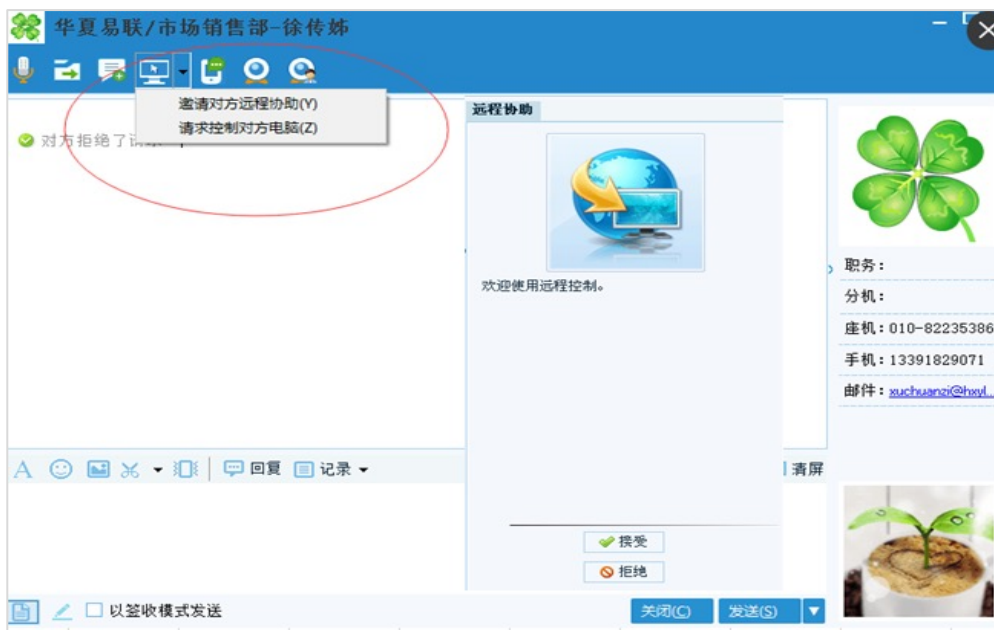 华夏易联/市场销售部-徐传姊
邀请对方远程协助(Y)
请求控制对方电脑(Z)
对方拒绝了
远程协助
欢迎使用远程控制。
接受
拒绝
职务：
分机：
座机：010-82235386
手机：13391829071
邮件：xuchuanzi@hxyl...
A
回复
记录
清屏
以签收模式发送
关闭(C)
发送(S)